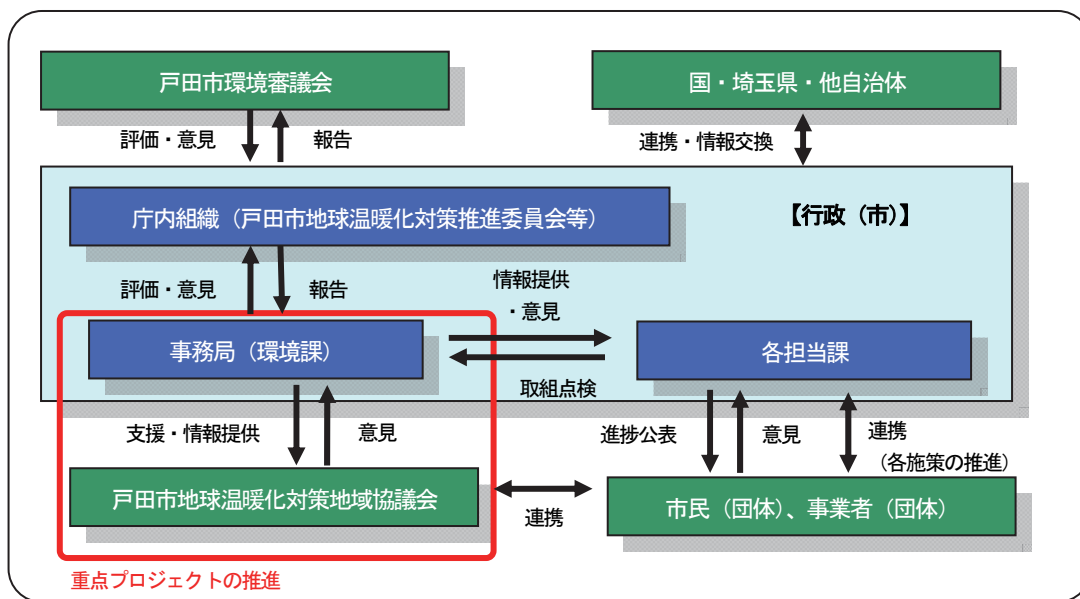 戸田市環境審議会
国・埼玉県・他自治体
評価・意見
報告
連携・情報交換
庁内組織（戸田市地球温暖化対策推進委員会等）
【行政（市）】
評価・意見
報告
情報提供
・意見
事務局（環境課）
各担当課
取組点検
支援・情報提供
意見
進捗公表
意見
連携
（各施策の推進）
戸田市地球温暖化対策地域協議会
連携
市民（団体）、事業者（団体）
重点プロジェクトの推進